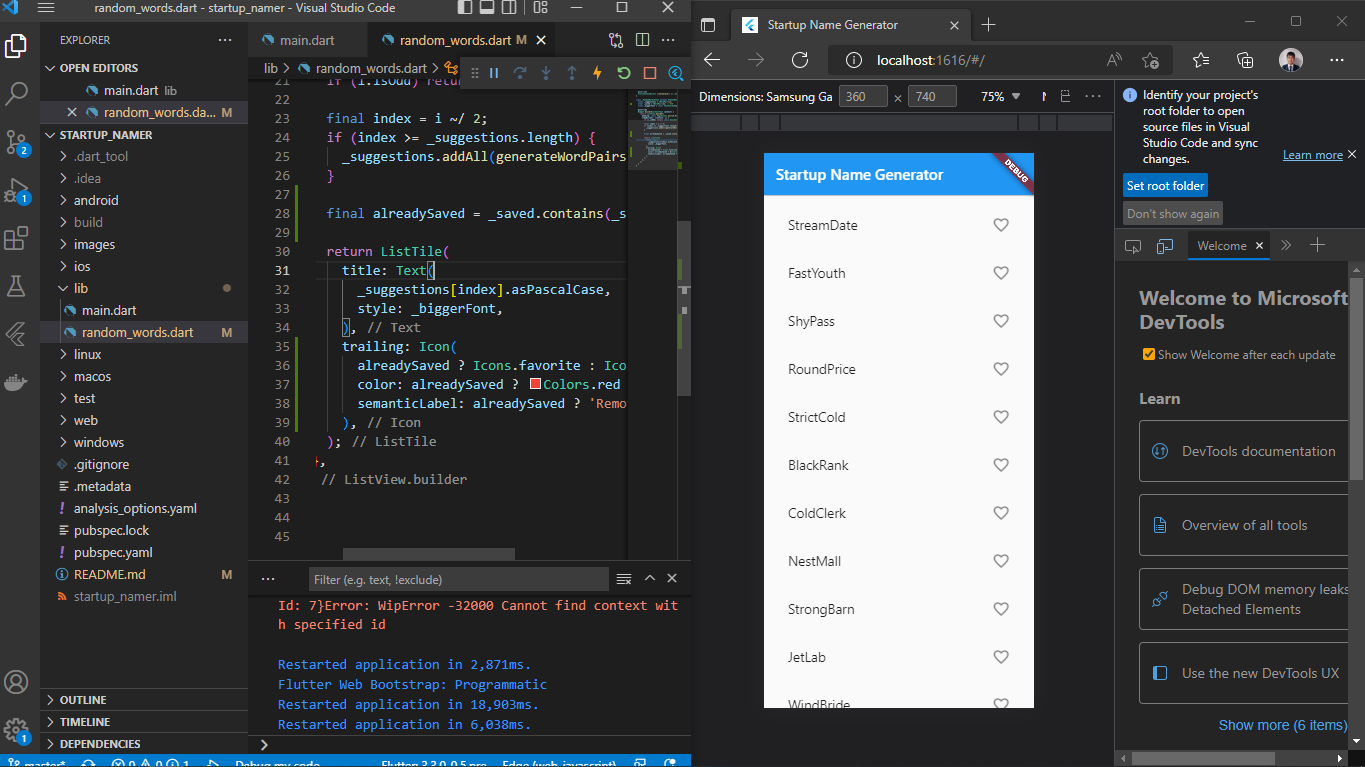 random_words.dart - startup_namer - Visual Studio Code
EXPLORER
OPEN EDITORS
main.dart lib
random_words.da... M
STARTUP_NAMER
.dart_tool
.idea
android
build
images
ios
lib
main.dart
random_words.dart M
linux
macos
test
web
windows
.gitignore
.metadata
analysis_options.yaml
pubspec.lock
pubspec.yaml
README.md M
startup_namer.iml
OUTLINE
TIMELINE
DEPENDENCIES
2
1
1
main.dart
random_words.dart M
lib > random_words.dart >
21 if (i.isOdd) retur
22
23 final index = i ~/ 2;
24 if (index >= _suggestions.length) {
25 _suggestions.addAll(generateWordPairs
26 }
27
28 final alreadySaved = _saved.contains(_s
29
30 return ListTile(
31 title: Text(
32 _suggestions[index].asPascalCase,
33 style: _biggerFont,
34 ), // Text
35 trailing: Icon(
36 alreadySaved ? Icons.favorite : Ico
37 color: alreadySaved ? Colors.red
38 semanticLabel: alreadySaved ? 'Remo
39 ), // Icon
40 ); // ListTile
41 },
42 // ListView.builder
43
44
45
Filter (e.g. text, !exclude)
Id: 7}Error: WipError -32000 Cannot find context wit
h specified id
Restarted application in 2,871ms.
Flutter Web Bootstrap: Programmatic
Restarted application in 18,903ms.
Restarted application in 6,038ms.
master* 0 0 1 Debug my code Flutter 3.3.0-0.5.pre Edge (web-javascript)
Startup Name Generator
localhost:1616/#/
Dimensions: Samsung Ga 360 x 740 75%
Startup Name Generator
DEBUG
StreamDate
FastYouth
ShyPass
RoundPrice
StrictCold
BlackRank
ColdClerk
NestMall
StrongBarn
JetLab
WindBride
Identify your project's
root folder to open
source files in Visual
Studio Code and sync
changes.
Learn more
Set root folder
Don't show again
Welcome
Welcome to Microsoft
DevTools
Show Welcome after each update
Learn
DevTools documentation
Overview of all tools
Debug DOM memory leaks
Detached Elements
Use the new DevTools UX
Show more (6 items)